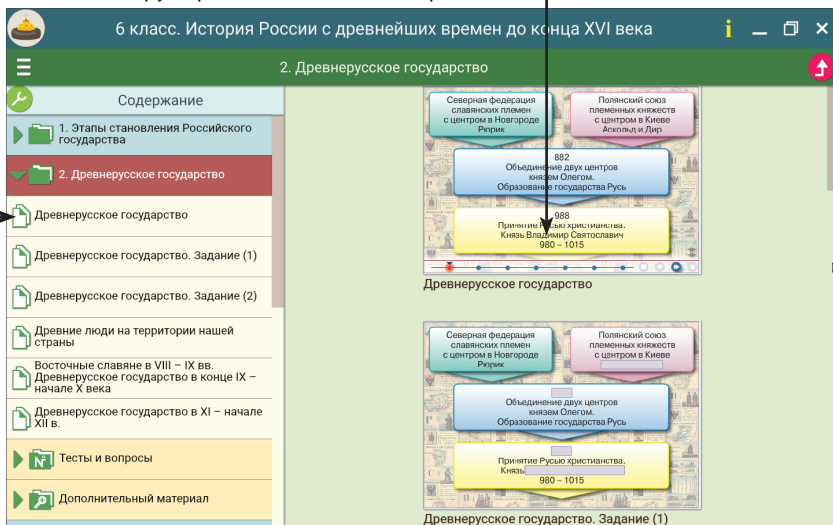 6 класс. История России с древнейших времен до конца XVI века
i
2. Древнерусское государство
Содержание
1. Этапы становления Российского
государства
2. Древнерусское государство
Древнерусское государство
Древнерусское государство. Задание (1)
Древнерусское государство. Задание (2)
Древние люди на территории нашей
страны
Восточные славяне в VIII – IX вв.
Древнерусское государство в конце IX –
начале X века
Древнерусское государство в XI – начале
XII в.
Тесты и вопросы
Дополнительный материал
Северная федерация
славянских племен
с центром в Новгороде
Рюрик
Полянский союз
племенных княжеств
с центром в Киеве
Аскольд и Дир
882
Объединение двух центров
князем Олегом.
Образование государства Русь
988
Принятие Русью христианства.
Князь Владимир Святославич
980 – 1015
Древнерусское государство
Северная федерация
славянских племен
с центром в Новгороде
Рюрик
Полянский союз
племенных княжеств
с центром в Киеве
Объединение двух центров
князем Олегом.
Образование государства Русь
Принятие Русью христианства.
Князь
980 – 1015
Древнерусское государство. Задание (1)